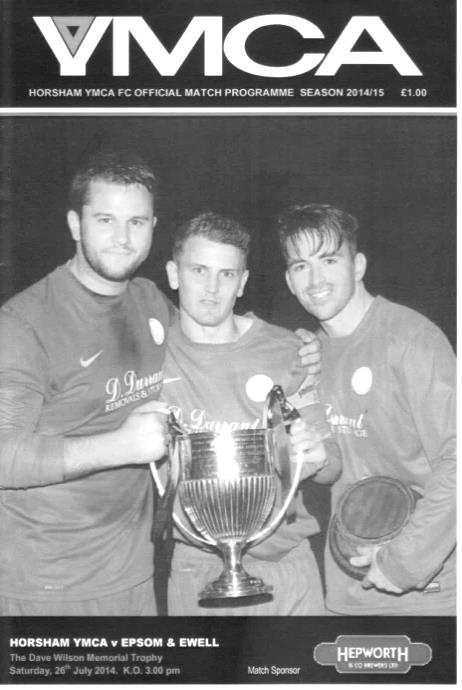 YMCA
HORSHAM YMCA FC OFFICIAL MATCH PROGRAMME SEASON 2014/15 £1.00
D.Durrant
REMOVALS &
D.Durrant
Durrant
HORSHAM YMCA v EPSOM & EWELL
The Dave Wilson Memorial Trophy
Saturday, 26th July 2014. K.O. 3.00 pm
Match Sponsor
HEPWORTH
& CO BREWERS LTD